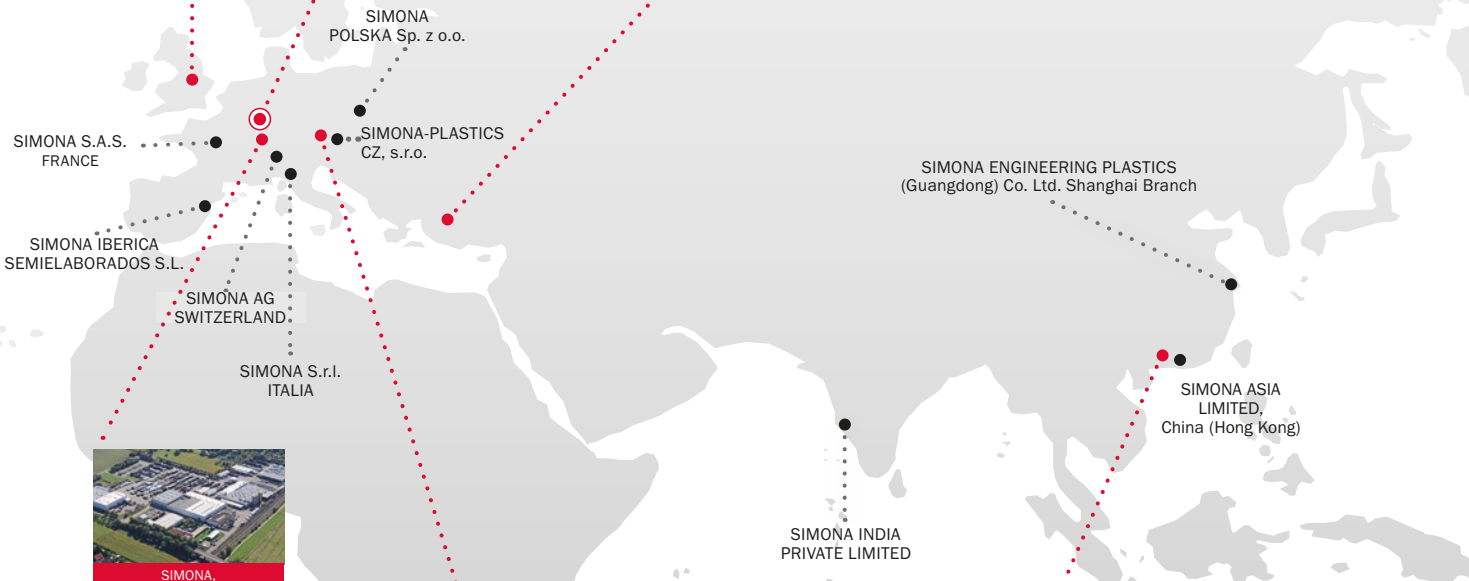 SIMONA
POLSKA Sp. z o.o.
SIMONA S.A.S.
FRANCE
SIMONA-PLASTICS
CZ, s.r.o.
SIMONA ENGINEERING PLASTICS
(Guangdong) Co. Ltd. Shanghai Branch
SIMONA IBERICA
SEMIELABORADOS S.L.
SIMONA AG
SWITZERLAND
SIMONA S.r.l.
ITALIA
SIMONA ASIA
LIMITED,
China (Hong Kong)
SIMONA INDIA
PRIVATE LIMITED
SIMONA,